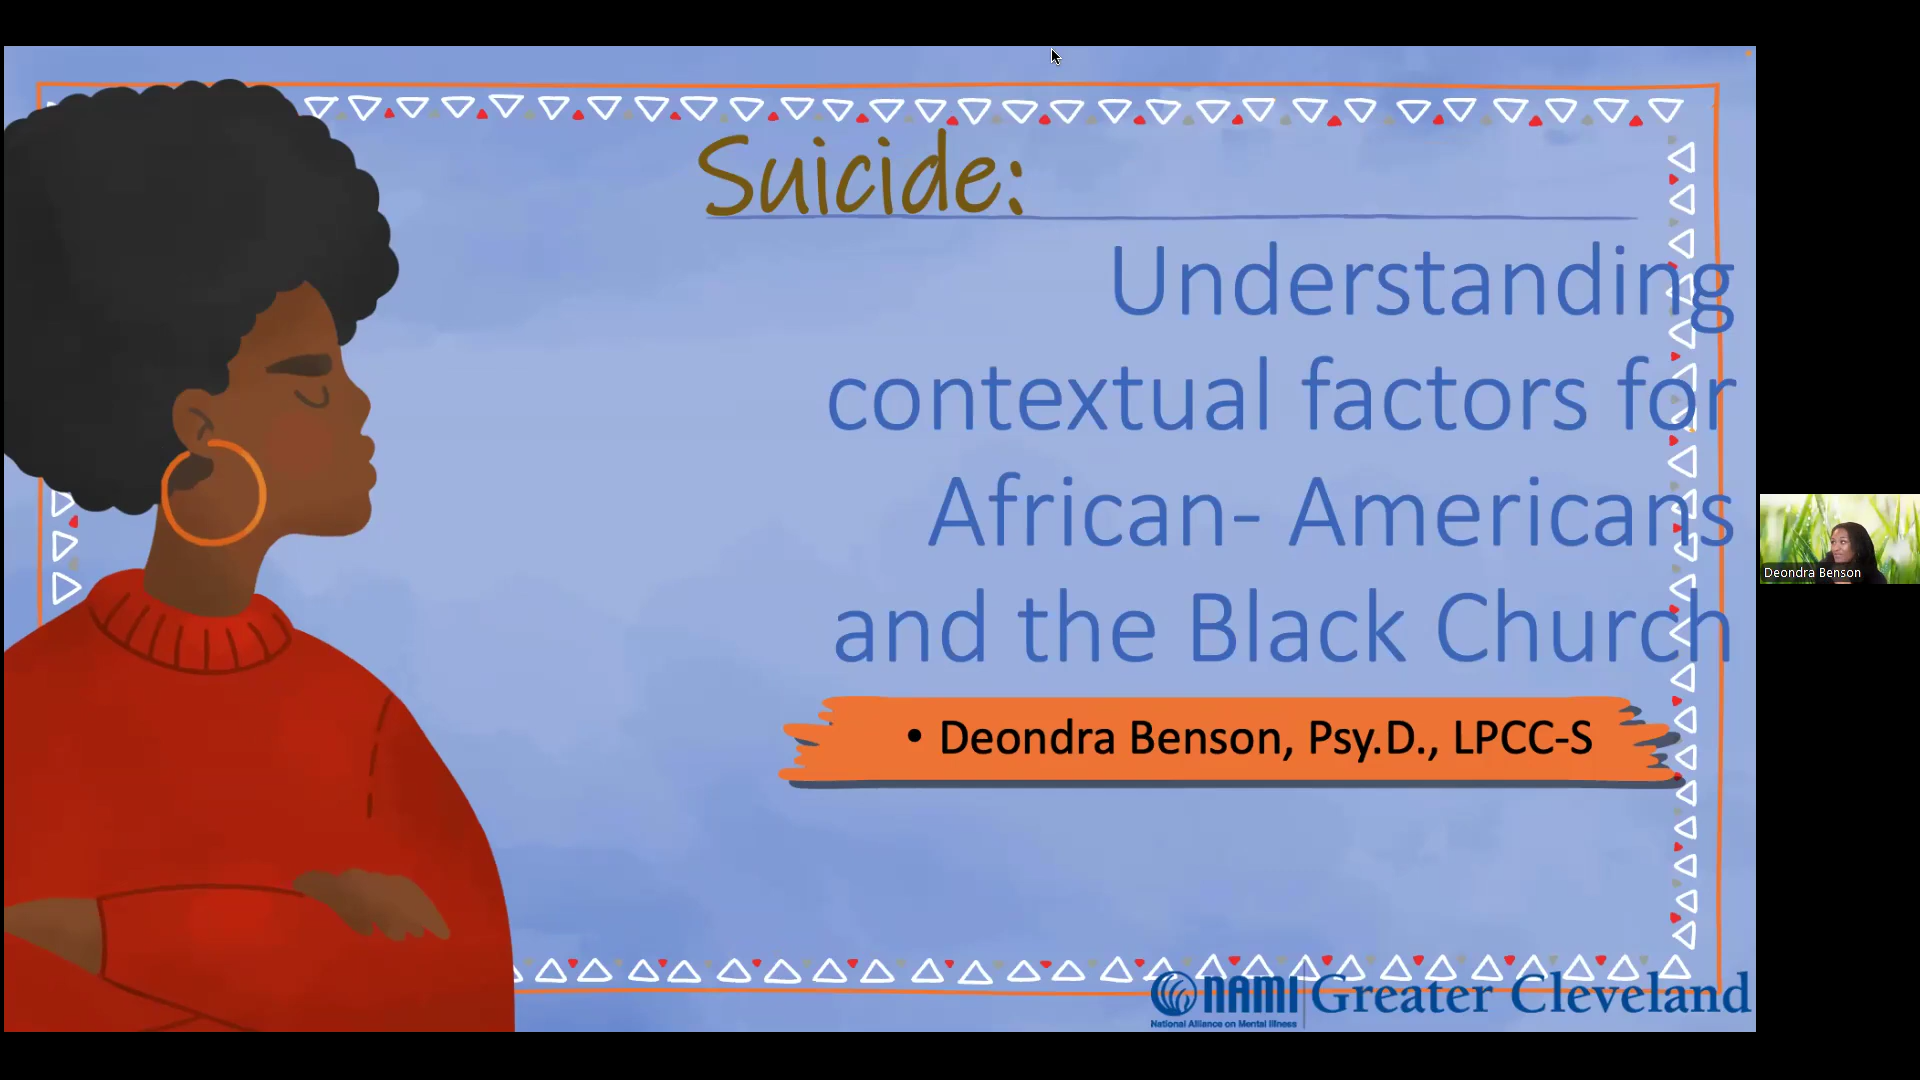 Suicide:
Understanding
contextual factors for
African- Americans
and the Black Church
• Deondra Benson, Psy.D., LPCC-S
Deondra Benson
NAMI Greater Cleveland
National Alliance on Mental Illness